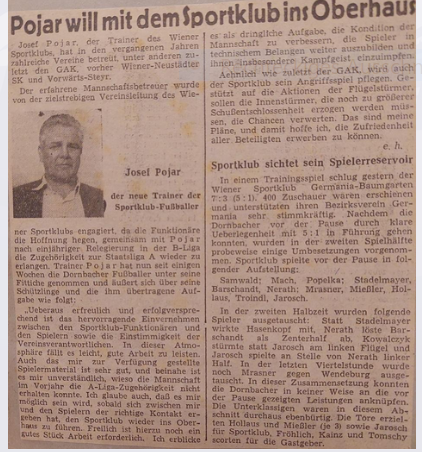 Pojar will mit dem Sportklub ins Oberhaus
Josef Pojar, der Trainer des Wiener
Sportklubs, hat in den vergangenen Jahren
zahlreiche Vereine betreut, unter anderen zu-
letzt den GAK, vorher Wiener-Neustädter
SK und Vorwärts-Steyr.
Der erfahrene Mannschaftsbetreuer wurde
von der zielstrebigen Vereinsleitung des Wie-
Josef Pojar
der neue Trainer der
Sportklub-Fußballer
ner Sportklubs engagiert, da die Funktionäre
die Hoffnung hegen, gemeinsam mit Pojar
nach einjähriger Relegierung in der B-Liga
die Zugehörigkeit zur Staatsliga A wieder zu
erlangen. Trainer Pojar hat nun seit einigen
Wochen die Dornbacher Fußballer unter seine
Fittiche genommen und äußert sich über seine
Schützlinge und die ihm übertragene Auf-
gabe wie folgt:
„Ueberaus erfreulich und erfolgverspre-
chend ist das hervorragende Einvernehmen
zwischen den Sportklub-Funktionären und
den Spielern sowie die Einstimmigkeit der
Vereinsverantwortlichen. In dieser Atmo-
sphäre fällt es leicht, gute Arbeit zu leisten.
Auch das mir zur Verfügung gestellte
Spielermaterial ist sehr gut, und beinahe ist
es mir unverständlich, wieso die Mannschaft
im Vorjahr die A-Liga-Zugehörigkeit nicht
erhalten konnte. Ich glaube auch, daß es mir
möglich sein wird, sobald sich zwischen mir
und den Spielern der richtige Kontakt erge-
ben hat, den Sportklub wieder ins Ober-
haus zu führen. Freilich ist hierzu noch ein
gutes Stück Arbeit erforderlich. Ich erblicke
es als dringliche Aufgabe, die Kondition der
Mannschaft zu verbessern, die Spieler in
technischen Belangen weiter auszubilden und
ihnen insbesondere Kampfgeist einzuimpfen.
Aehnlich wie zuletzt der GAK, wird auch
der Sportklub sein Angriffsspiel pflegen. Ge-
stützt auf die Aktionen der Flügelstürmer,
sollen die Innenstürmer, die noch zu größerer
Schußentschlossenheit erzogen werden müs-
sen, die Chancen verwerten. Das sind meine
Pläne, und damit hoffe ich, die Zufriedenheit
aller Beteiligten erwerben zu können.
e. h.
Sportklub sichtet sein Spielerreservoir
In einem Trainingsspiel schlug gestern der
Wiener Sportklub Germania-Baumgarten
7:3 (5:1). 400 Zuschauer waren erschienen
und unterstützten ihren Bezirksverein Ger-
mania sehr stimmkräftig. Nachdem die
Dornbacher vor der Pause durch klare
Ueberlegenheit mit 5:1 in Führung gehen
konnten, wurden in der zweiten Spielhälfte
probeweise einige Umbesetzungen vorgenom-
men. Sportklub spielte vor der Pause in fol-
gender Aufstellung:
Samwald; Mach, Popelka; Stadelmayer,
Barschandt, Nerath; Mrasner, Mießler, Hol-
laus, Troindl, Jarosch.
In der zweiten Halbzeit wurden folgende
Spieler ausgetauscht: Statt Stadelmayer
wirkte Hasenkopf mit, Nerath löste Bar-
schandt als Zenterhalf ab, Kowalczyk
stürmte statt Jarosch am linken Flügel und
Jarosch spielte an Stelle von Nerath linker
Half. In der letzten Viertelstunde wurde
noch Mrasner gegen Wendeburg ausge-
tauscht. In dieser Zusammensetzung konnten
die Dornbacher in keiner Weise an die vor
der Pause gezeigten Leistungen anknüpfen.
Die Unterklassigen waren in diesem Ab-
schnitt durchaus ebenbürtig. Die Tore erziel-
ten Hollaus und Mießler (je 3) sowie Jarosch
für Sportklub, Fröhlich, Kainz und Tomschy
scorten für die Gastgeber.